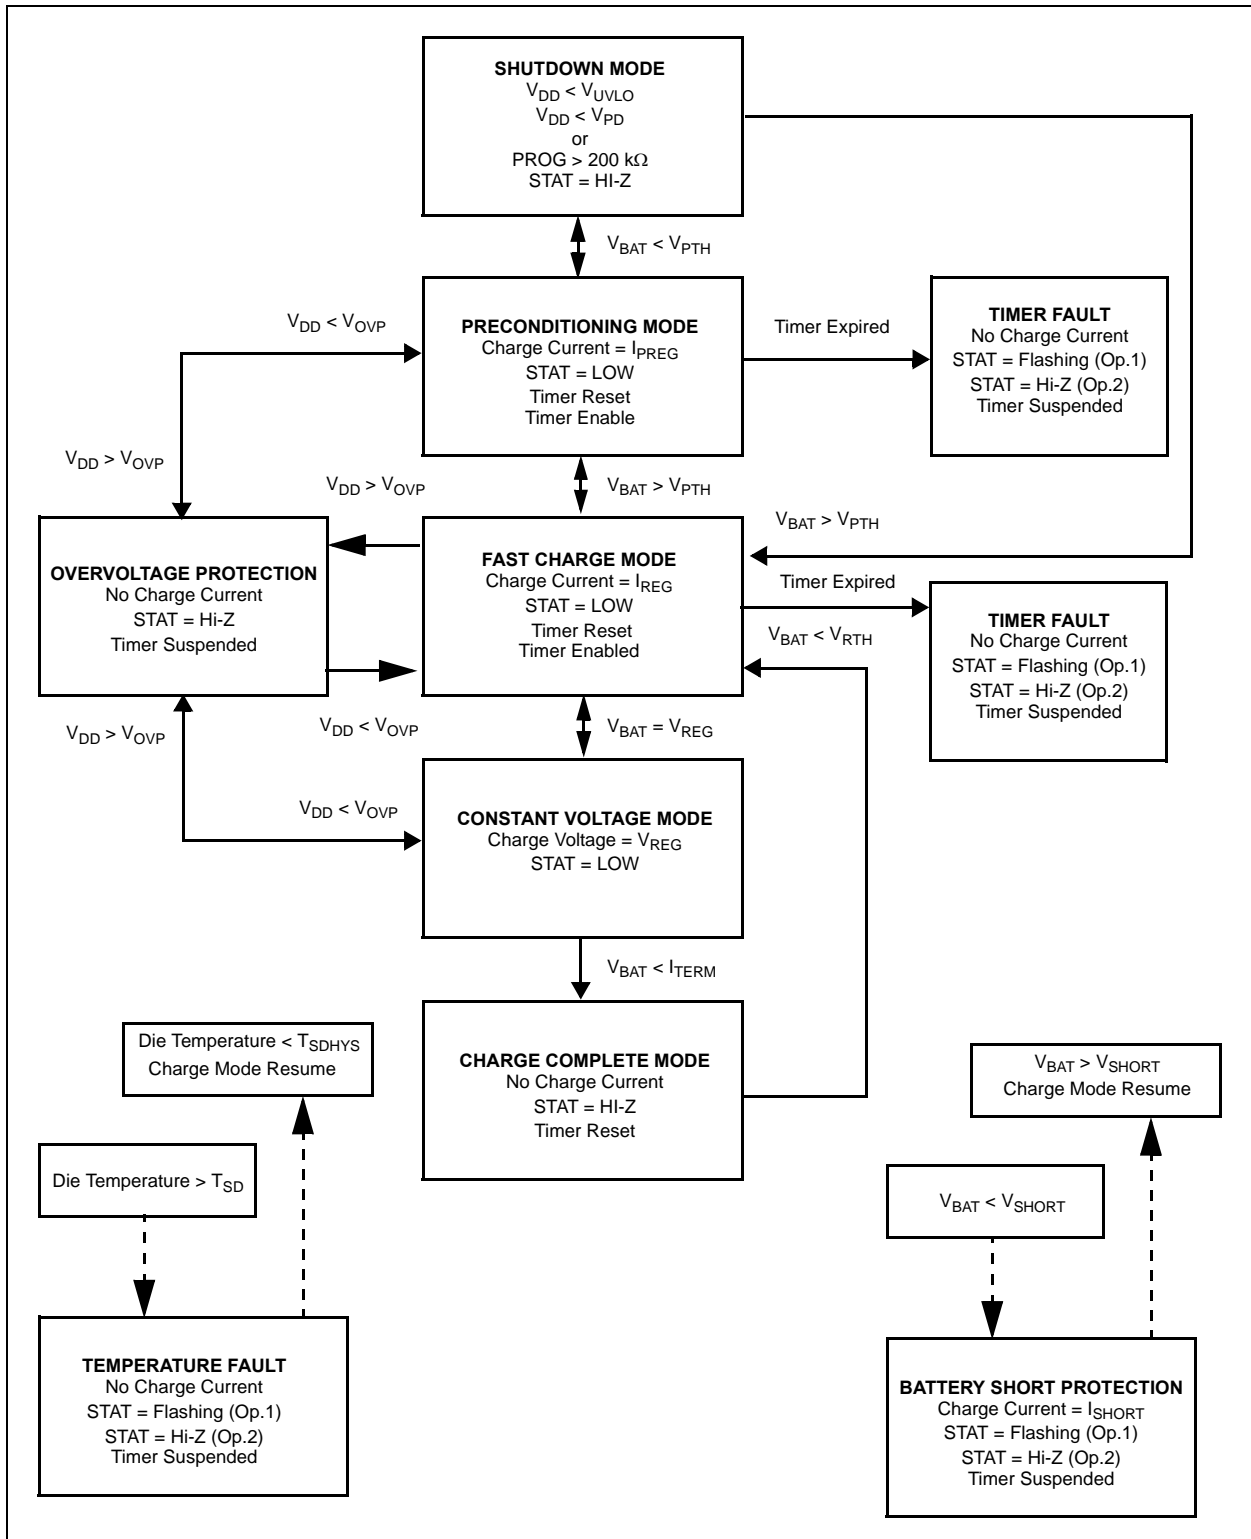 SHUTDOWN MODE
VDD < VUVLO
VDD < VPD
or
PROG > 200 kΩ
STAT = HI-Z
VBAT < VPTH
VDD < VOVP
PRECONDITIONING MODE
Charge Current = IPREG
STAT = LOW
Timer Reset
Timer Enable
Timer Expired
TIMER FAULT
No Charge Current
STAT = Flashing (Op.1)
STAT = Hi-Z (Op.2)
Timer Suspended
VDD > VOVP
VDD > VOVP
VBAT > VPTH
VBAT > VPTH
OVERVOLTAGE PROTECTION
No Charge Current
STAT = Hi-Z
Timer Suspended
FAST CHARGE MODE
Charge Current = IREG
STAT = LOW
Timer Reset
Timer Enabled
Timer Expired
VBAT < VRTH
TIMER FAULT
No Charge Current
STAT = Flashing (Op.1)
STAT = Hi-Z (Op.2)
Timer Suspended
VDD > VOVP
VDD < VOVP
VBAT = VREG
VDD < VOVP
CONSTANT VOLTAGE MODE
Charge Voltage = VREG
STAT = LOW
VBAT < ITERM
CHARGE COMPLETE MODE
No Charge Current
STAT = HI-Z
Timer Reset
Die Temperature < TSDHYS
Charge Mode Resume
VBAT > VSHORT
Charge Mode Resume
Die Temperature > TSD
VBAT < VSHORT
TEMPERATURE FAULT
No Charge Current
STAT = Flashing (Op.1)
STAT = Hi-Z (Op.2)
Timer Suspended
BATTERY SHORT PROTECTION
Charge Current = ISHORT
STAT = Flashing (Op.1)
STAT = Hi-Z (Op.2)
Timer Suspended